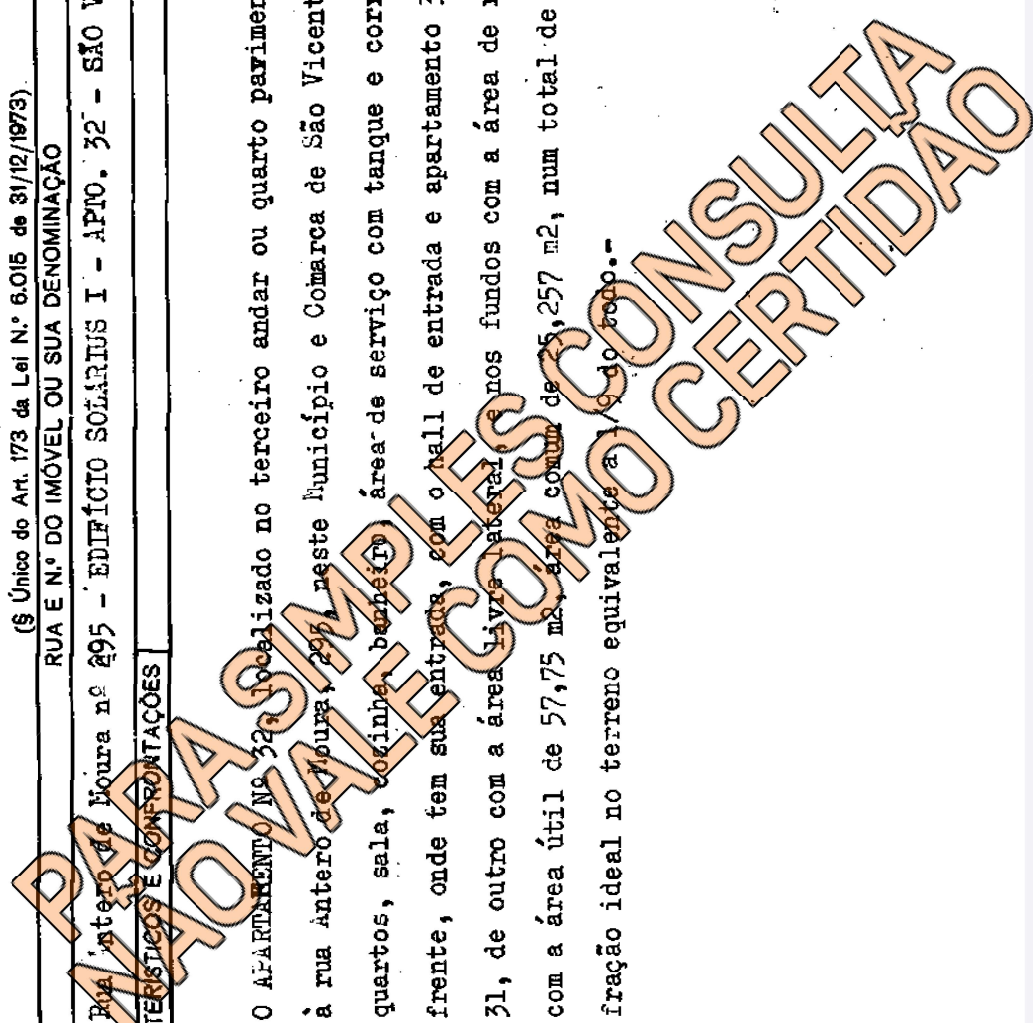 (§ Único do Art. 173 da Lei N.º 6.015 de 31/12/1973)
RUA E N.º DO IMÓVEL OU SUA DENOMINAÇÃO
Rua Antero de Moura nº 295 - EDIFÍCIO SOLARIUS I - APTO. 32 - SÃO V
TERÍSTICOS E CONFRONTAÇÕES
O APARTAMENTO Nº 32, localizado no terceiro andar ou quarto pavimen
à rua Antero de Moura, 295, neste Município e Comarca de São Vicent
quartos, sala, cozinha, banheiro, área de serviço com tanque e corr
frente, onde tem sua entrada, com o hall de entrada e apartamento
31, de outro com a área livre lateral, e nos fundos com a área de
com a área útil de 57,75 m2, área comum de 25,257 m2, num total de
fração ideal no terreno equivalente a 1/9 do todo.-
PARA SIMPLES CONSULTA
NÃO VALE COMO CERTIDÃO